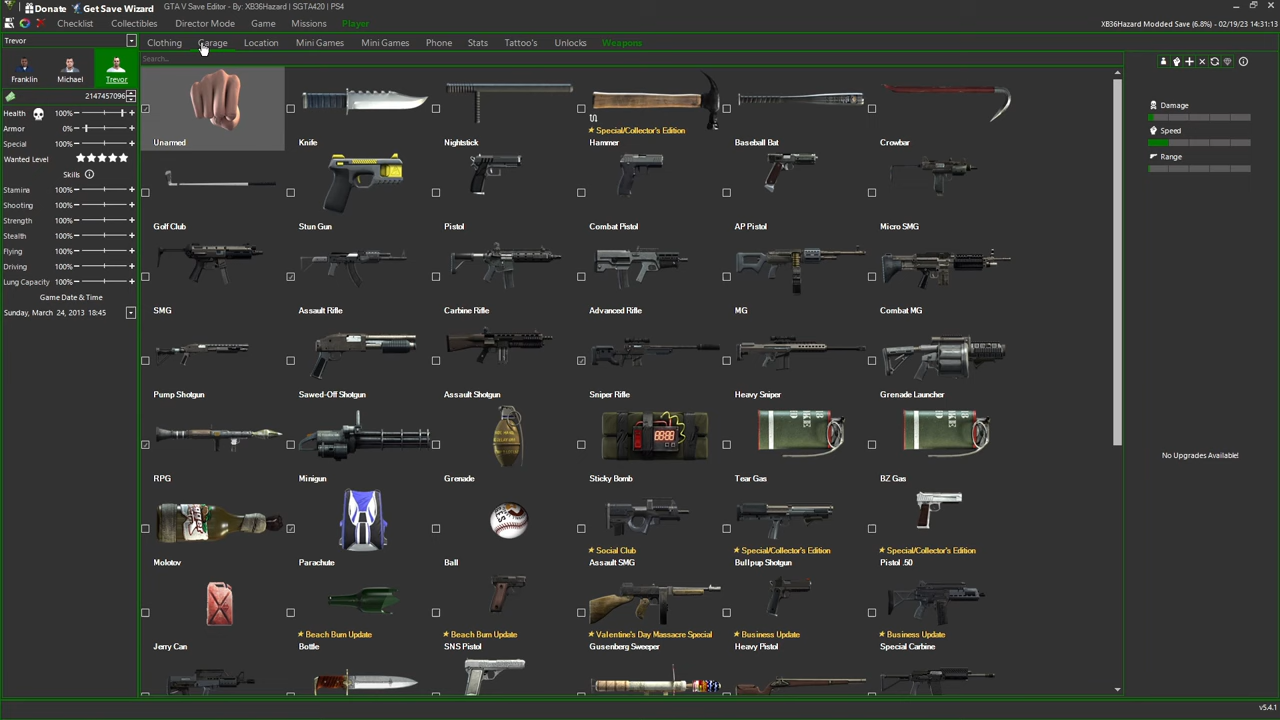 Donate Get Save Wizard GTA V Save Editor - By: XB36Hazard | SGTA420 | PS4
Checklist Collectibles Director Mode Game Missions Player
XB36Hazard Modded Save (6.8%) - 02/19/23 14:31:13
Trevor
Clothing Garage Location Mini Games Mini Games Phone Stats Tattoo's Unlocks Weapons
Search...
Franklin Michael Trevor
2147457096
Health 100%
Armor 0%
Special 100%
Wanted Level
Skills
Stamina 100%
Shooting 100%
Strength 100%
Stealth 100%
Flying 100%
Driving 100%
Lung Capacity 100%
Game Date & Time
Sunday, March 24, 2013 18:45
Special/Collector's Edition
Unarmed Knife Nightstick Hammer Baseball Bat Crowbar
Golf Club Stun Gun Pistol Combat Pistol AP Pistol Micro SMG
SMG Assault Rifle Carbine Rifle Advanced Rifle MG Combat MG
Pump Shotgun Sawed-Off Shotgun Assault Shotgun Sniper Rifle Heavy Sniper Grenade Launcher
RPG Minigun Grenade Sticky Bomb Tear Gas BZ Gas
Social Club Special/Collector's Edition Special/Collector's Edition
Molotov Parachute Ball Assault SMG Bullpup Shotgun Pistol .50
Beach Bum Update Beach Bum Update Valentine's Day Massacre Special Business Update Business Update
Jerry Can Bottle SNS Pistol Gusenberg Sweeper Heavy Pistol Special Carbine
Damage
Speed
Range
No Upgrades Available!
v5.4.1